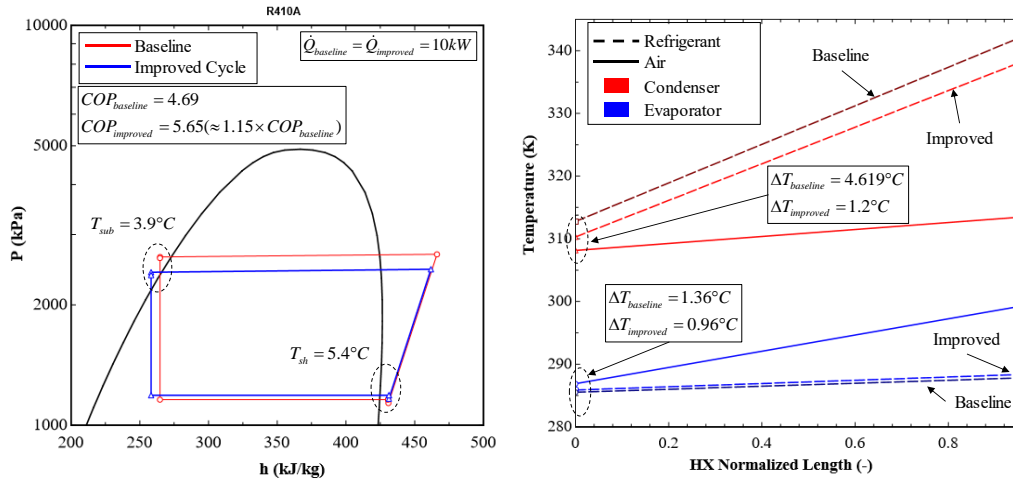 R410A
Baseline
Improved Cycle
Q̇baseline = Q̇improved = 10kW
COPbaseline = 4.69
COPimproved = 5.65(≈1.15×COPbaseline)
Tsub = 3.9°C
Tsh = 5.4°C
P (kPa)
10000
5000
2000
1000
200
250
300
350
400
450
500
h (kJ/kg)
Refrigerant
Air
Condenser
Evaporator
Baseline
Improved
ΔTbaseline = 4.619°C
ΔTimproved = 1.2°C
ΔTbaseline = 1.36°C
ΔTimproved = 0.96°C
Improved
Baseline
Temperature (K)
340
330
320
310
300
290
280
0
0.2
0.4
0.6
0.8
HX Normalized Length (-)